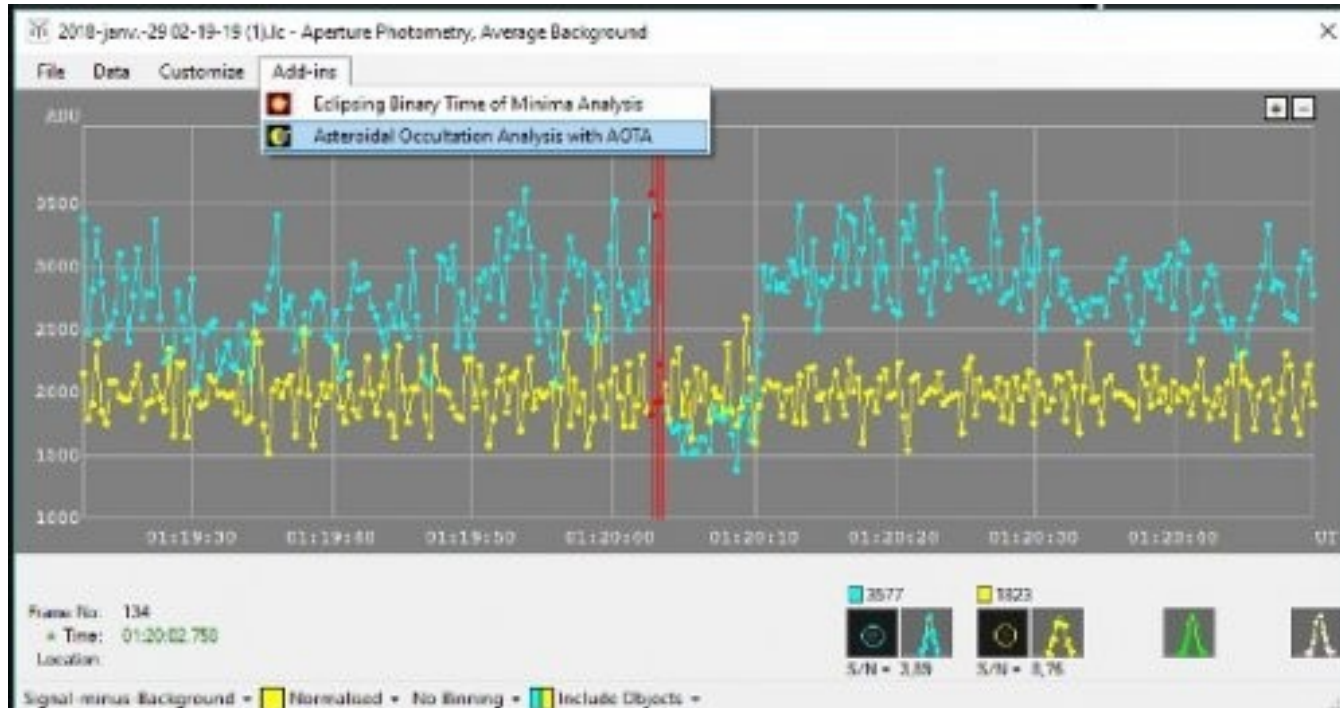 2018-janv.-29 02-19-19 (1).lc - Aperture Photometry, Average Background
File Data Customize Add-ins
Eclipsing Binary Time of Minima Analysis
Asteroidal Occultation Analysis with AOTA
ADU
+ -
3500
3000
2500
2000
1500
1000
01:19:30 01:19:40 01:19:50 01:20:00 01:20:10 01:20:20 01:20:30 01:20:40 UT
3577 1823
Frame No: 134
Time: 01:20:02.758
Location:
S/N = 3,89 S/N = 8,76
Signal-minus-Background Normalised No Binning Include Objects